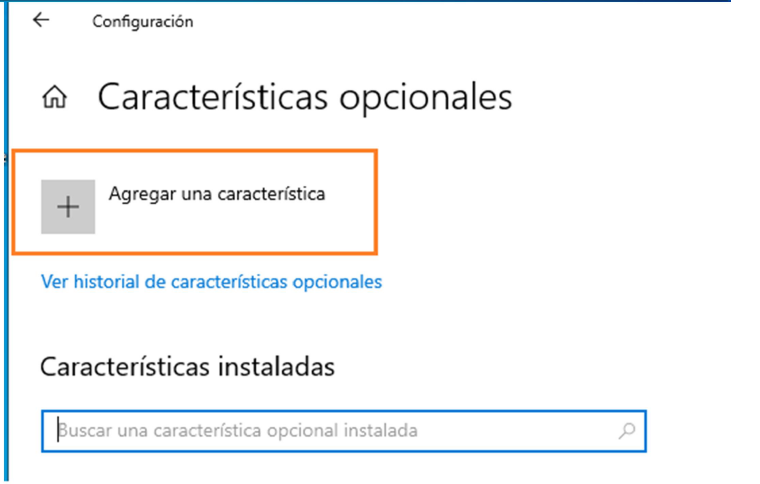 Configuración
Características opcionales
Agregar una característica
Ver historial de características opcionales
Características instaladas
Buscar una característica opcional instalada